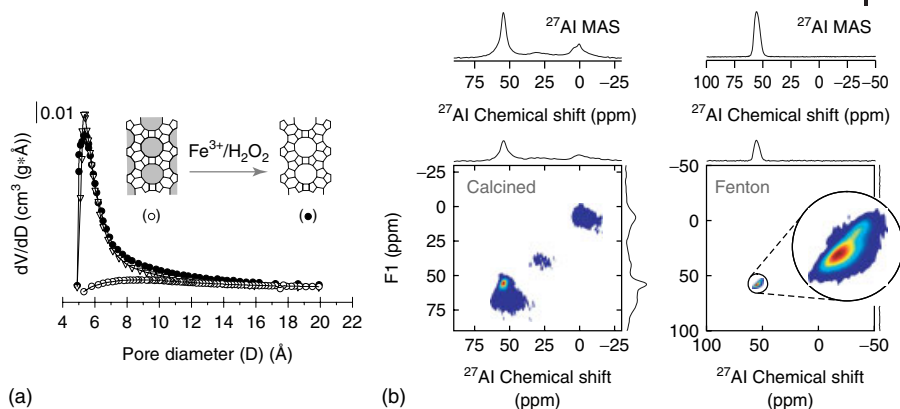 0.01
dV/dD (cm³ (g*Å)
Fe³⁺/H₂O₂
(○)
(●)
4 6 8 10 12 14 16 18 20 22
Pore diameter (D) (Å)
(a)
²⁷Al MAS
75 50 25 0 −25
²⁷Al Chemical shift (ppm)
−25
0
25
50
75
F1 (ppm)
Calcined
75 50 25 0 −25
²⁷Al Chemical shift
(ppm)
(b)
²⁷Al MAS
100 75 50 25 0 −25 −50
²⁷Al Chemical shift (ppm)
−50
0
50
100
Fenton
100 50 0 −50
²⁷Al Chemical shift
(ppm)